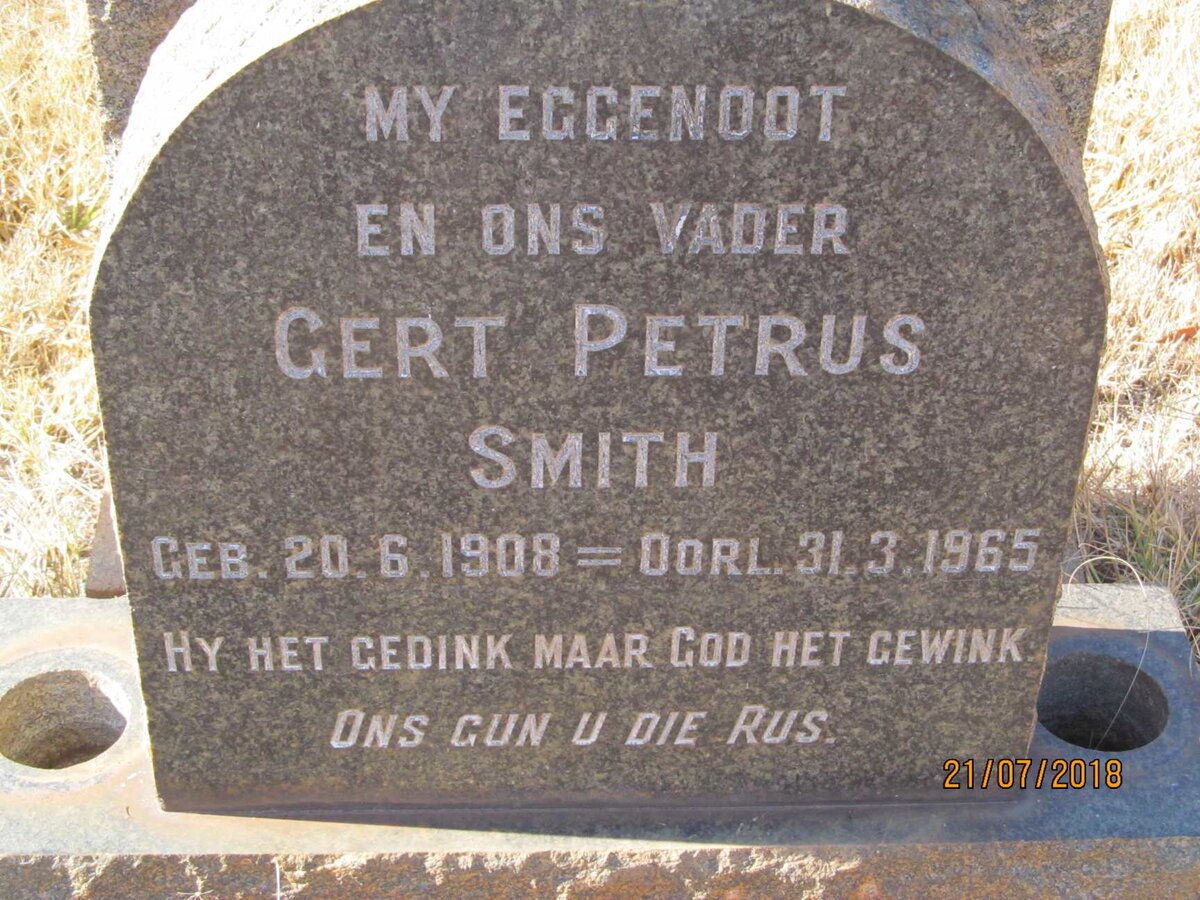 MY EGGENOOT
EN ONS VADER
GERT PETRUS
SMITH
GEB. 20.6.1908 = OORL. 31.3.1965
HY HET GEDINK MAAR GOD HET GEWINK.
ONS GUN U DIE RUS.
21/07/2018